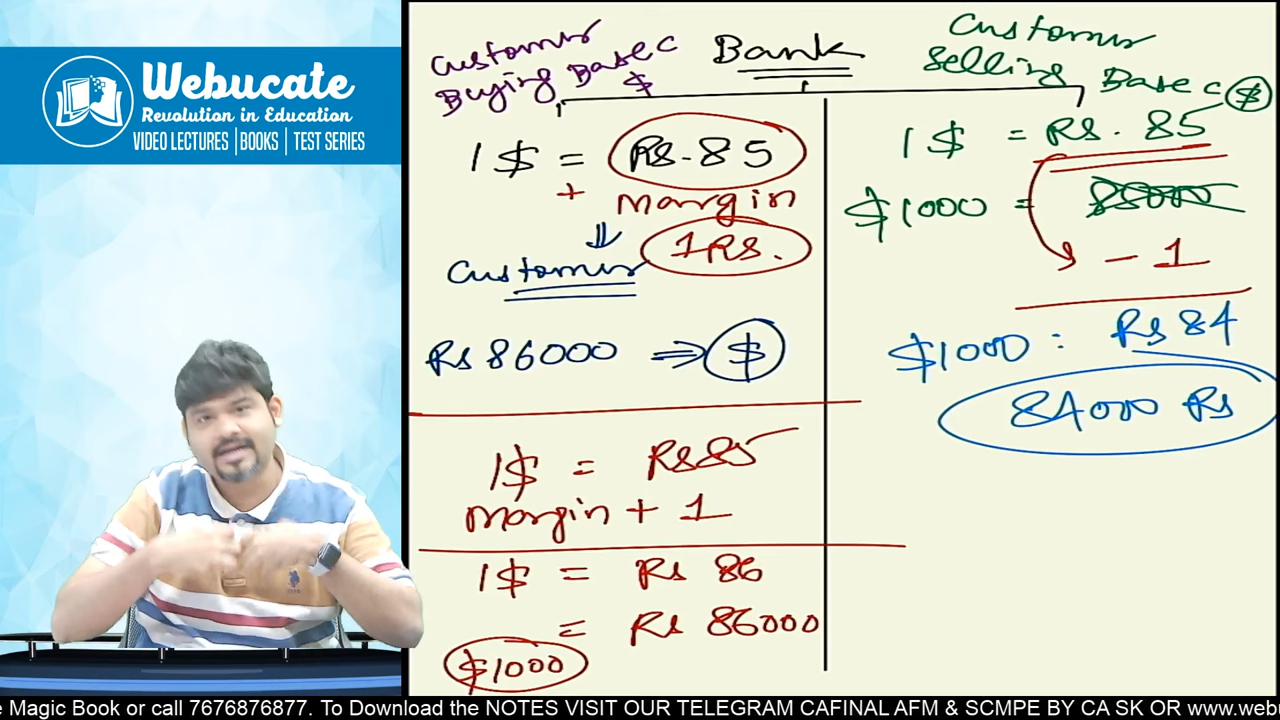 Webucate
Revolution in Education
VIDEO LECTURES | BOOKS | TEST SERIES
Bank
Customer
Buying Base C
$
1 $ = Rs. 85
+ Margin
1 Rs.
Customer
Rs 86000 ⇒ $
1$ = Rs 85
Margin + 1
1$ = Rs 86
= Rs 86000
$1000
Customer
Selling
Base C $
1 $ = Rs. 85
$1000 = 85000
- 1
$1000 : Rs 84
84000 Rs
e Magic Book or call 7676876877. To Download the NOTES VISIT OUR TELEGRAM CAFINAL AFM & SCMPE BY CA SK OR www.webu